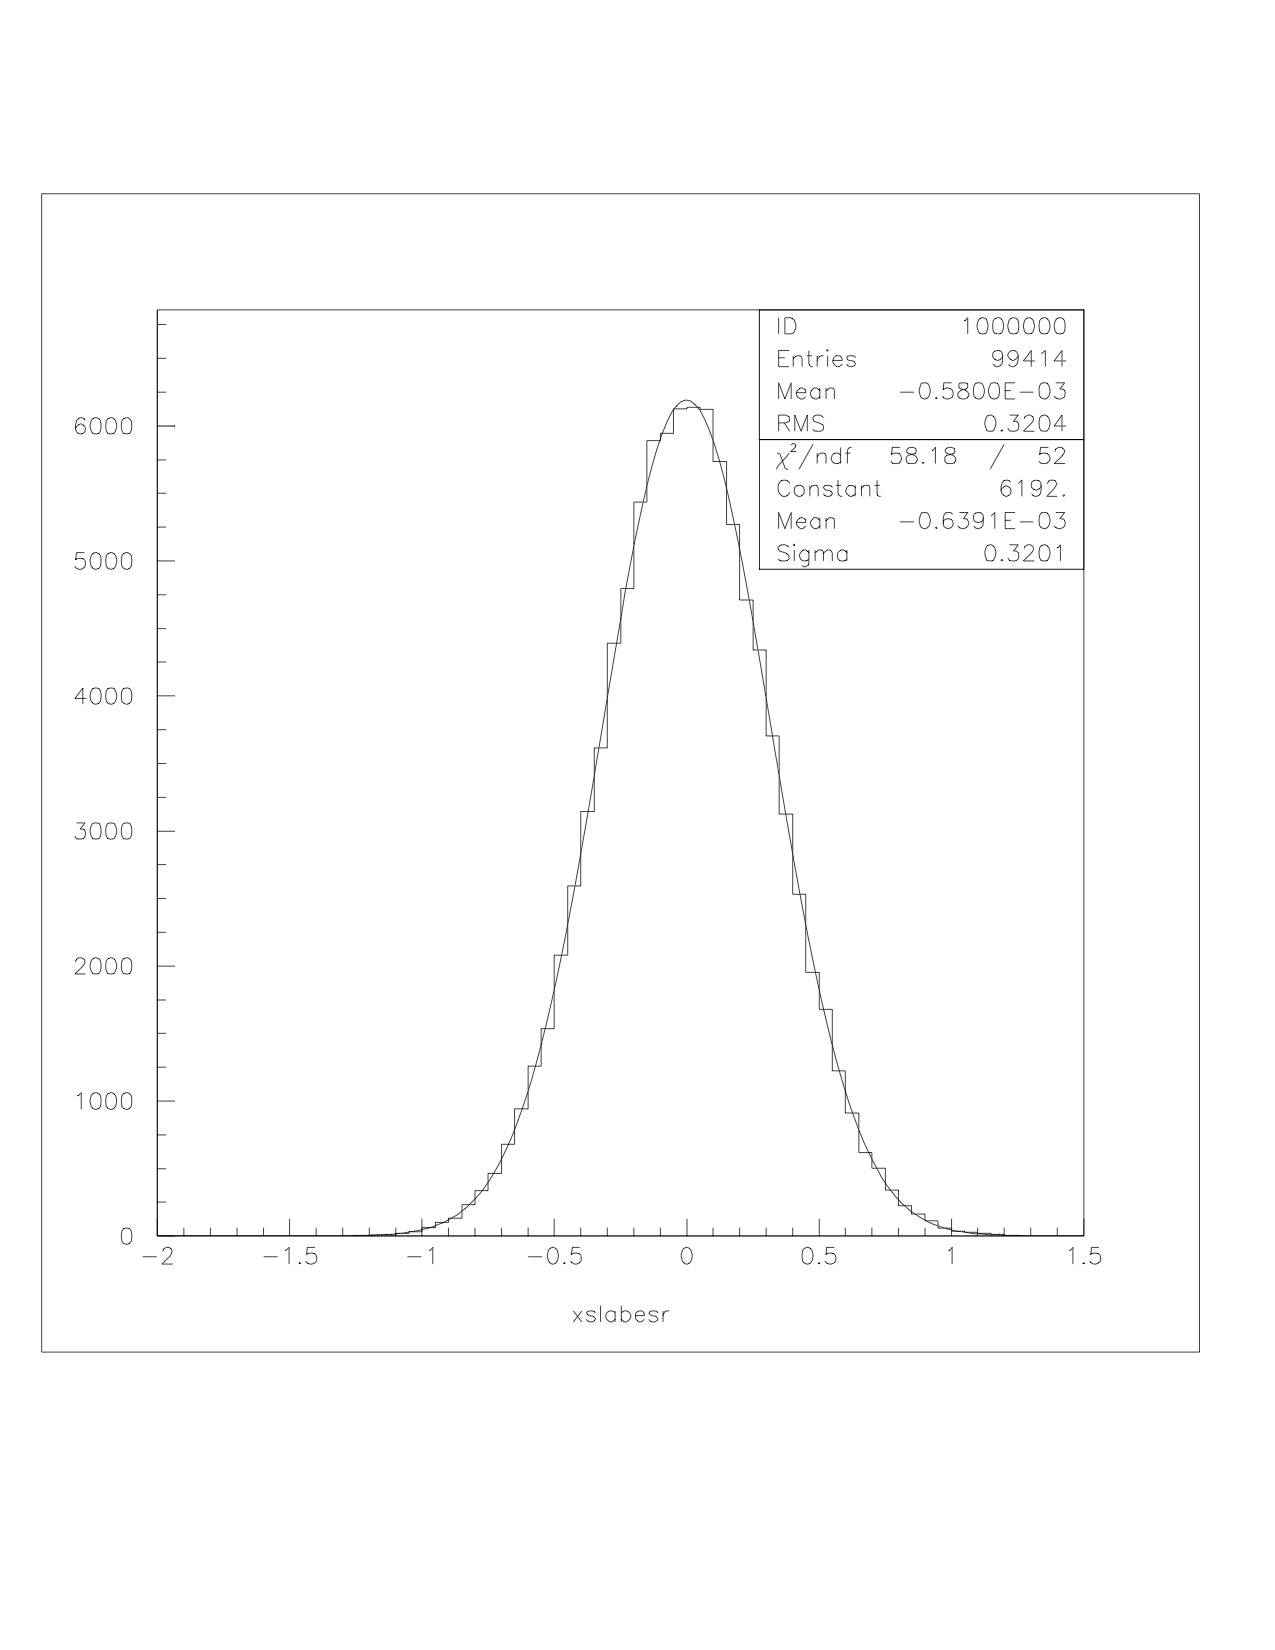 ID 1000000
Entries 99414
Mean −0.5800E−03
RMS 0.3204
χ²/ndf 58.18 / 52
Constant 6192.
Mean −0.6391E−03
Sigma 0.3201
6000
5000
4000
3000
2000
1000
0
−2 −1.5 −1 −0.5 0 0.5 1 1.5
xslabesr